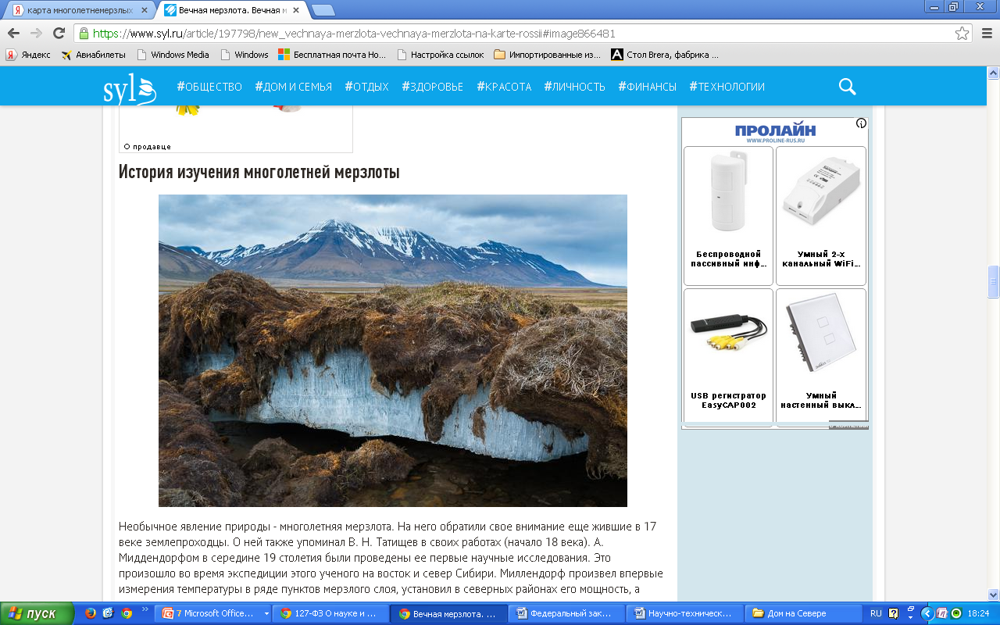 карта многолетнемерзлых
Вечная мерзлота. Вечная м
https://www.syl.ru/article/197798/new_vechnaya-merzlota-vechnaya-merzlota-na-karte-rossii#image866481
Яндекс Авиабилеты Windows Media Windows Бесплатная почта Ho... Настройка ссылок Импортированные из... Стол Brera, фабрика ...
syl #ОБЩЕСТВО #ДОМ И СЕМЬЯ #ОТДЫХ #ЗДОРОВЬЕ #КРАСОТА #ЛИЧНОСТЬ #ФИНАНСЫ #ТЕХНОЛОГИИ
О продавце
История изучения многолетней мерзлоты
Необычное явление природы - многолетняя мерзлота. На него обратили свое внимание еще жившие в 17
веке землепроходцы. О ней также упоминал В. Н. Татищев в своих работах (начало 18 века). А.
Миддендорфом в середине 19 столетия были проведены ее первые научные исследования. Это
произошло во время экспедиции этого ученого на восток и север Сибири. Миллендорф произвел впервые
измерения температуры в ряде пунктов мерзлого слоя, установил в северных районах его мощность, а
ПРОЛАЙН
WWW.PROLINE-RUS.RU
Беспроводной
пассивный инф...
Умный 2-х
канальный WiFi...
USB регистратор
EasyCAP002
Умный
настенный выкл...
пуск
7 Microsoft Office...
127-ФЗ О науке и ...
Вечная мерзлота. ...
Федеральный зак...
Научно-техническ...
Дом на Севере
RU
18:24